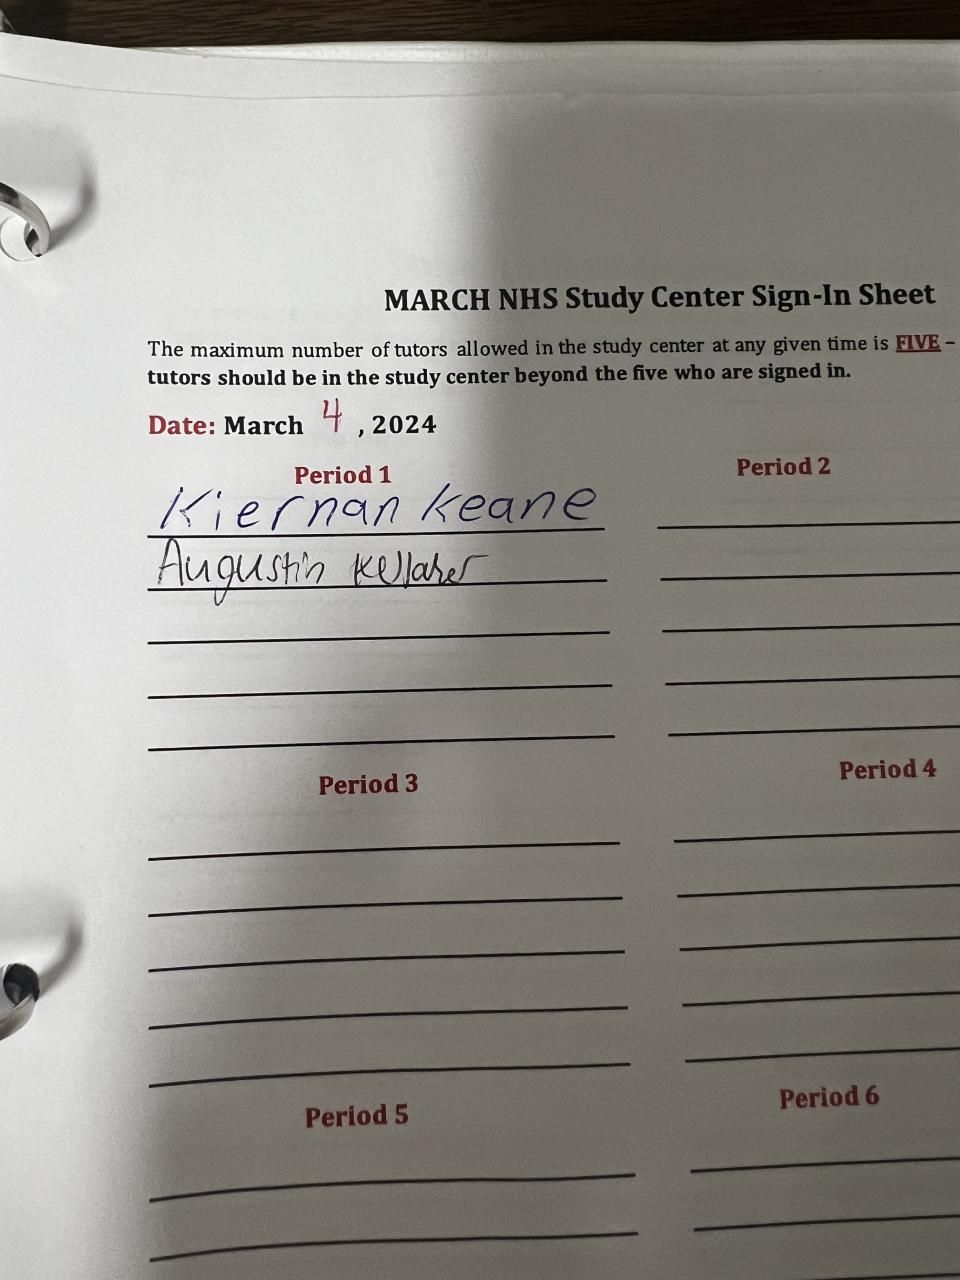 MARCH NHS Study Center Sign-In Sheet
The maximum number of tutors allowed in the study center at any given time is FIVE –
tutors should be in the study center beyond the five who are signed in.
Date: March 4, 2024
Period 1
Period 2
Kiernan Keane
Augustin
Period 3
Period 4
Period 5
Period 6